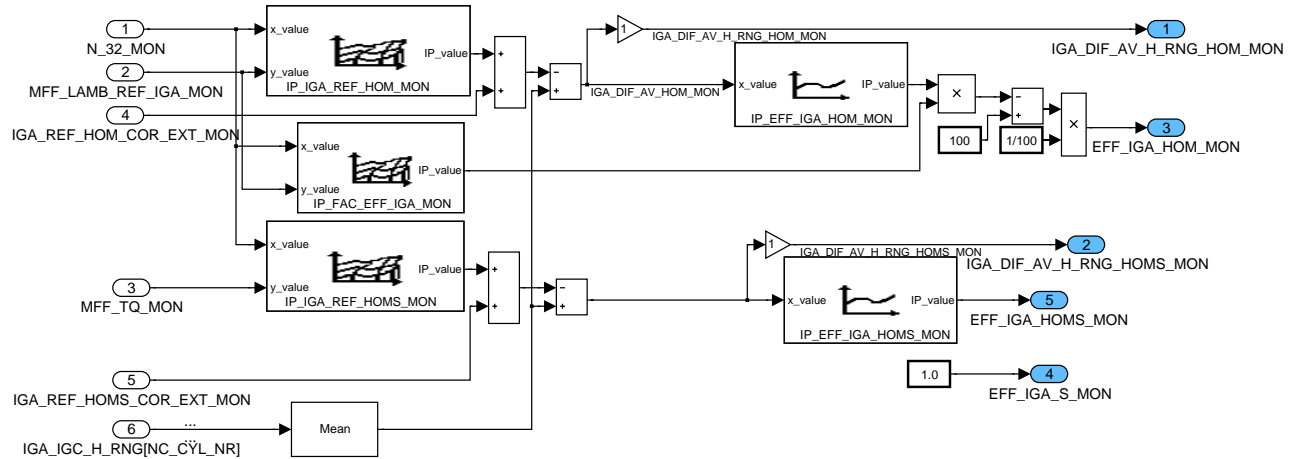 1
N_32_MON
2
MFF_LAMB_REF_IGA_MON
4
IGA_REF_HOM_COR_EXT_MON
x_value
y_value
IP_value
IP_IGA_REF_HOM_MON
+
+
−
+
1
IGA_DIF_AV_H_RNG_HOM_MON
1
IGA_DIF_AV_H_RNG_HOM_MON
IGA_DIF_AV_HOM_MON
x_value
IP_value
IP_EFF_IGA_HOM_MON
×
−
+
100
1/100
×
3
EFF_IGA_HOM_MON
x_value
y_value
IP_value
IP_FAC_EFF_IGA_MON
3
MFF_TQ_MON
x_value
y_value
IP_value
IP_IGA_REF_HOMS_MON
+
+
−
+
1
IGA_DIF_AV_H_RNG_HOMS_MON
2
IGA_DIF_AV_H_RNG_HOMS_MON
x_value
IP_value
IP_EFF_IGA_HOMS_MON
5
EFF_IGA_HOMS_MON
1.0
4
EFF_IGA_S_MON
5
IGA_REF_HOMS_COR_EXT_MON
6
IGA_IGC_H_RNG[NC_CYL_NR]
...
...
Mean